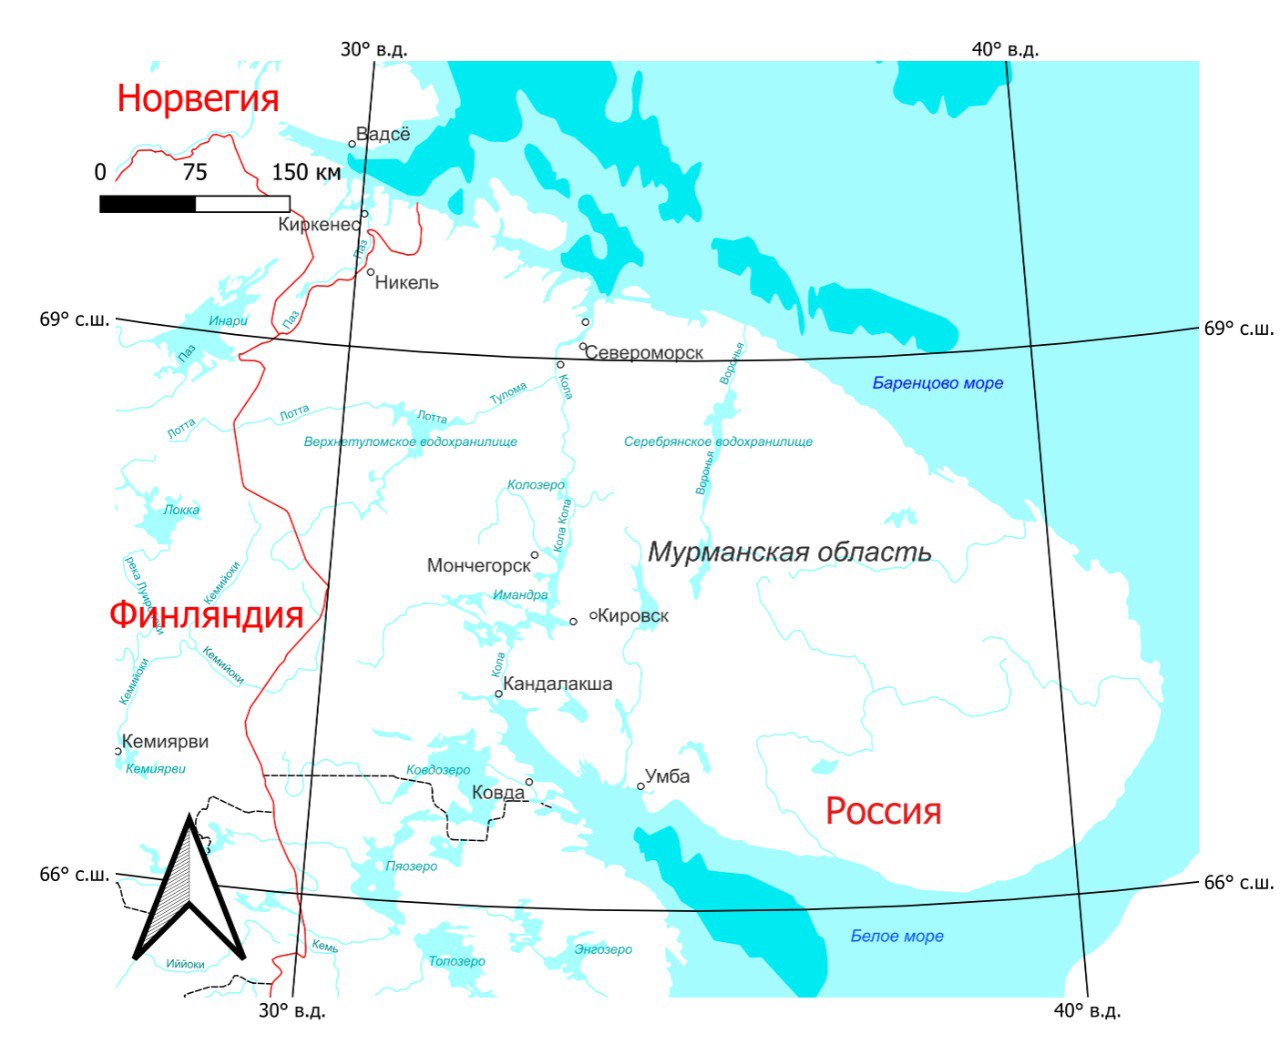 30° в.д.
40° в.д.
Норвегия
Вадсё
0
75
150 км
Киркенес
Паз
Никель
69° с.ш.
Инари
Паз
69° с.ш.
Паз
Североморск
Воронья
Баренцово море
Кола
Тулома
Лотта
Лотта
Лотта
Верхнетуломское водохранилище
Серебрянское водохранилище
Воронья
Колозеро
Локка
Кола Кола
Мурманская область
Мончегорск
Кемийоки
Имандра
Финляндия
Кировск
Кемийоки
Кола
Кемийоки
Кандалакша
Кемиярви
Кемиярви
Ковдозеро
Умба
Ковда
Россия
Пяозеро
66° с.ш.
66° с.ш.
Белое море
Кемь
Энгозеро
Топозеро
Иййоки
30° в.д.
40° в.д.